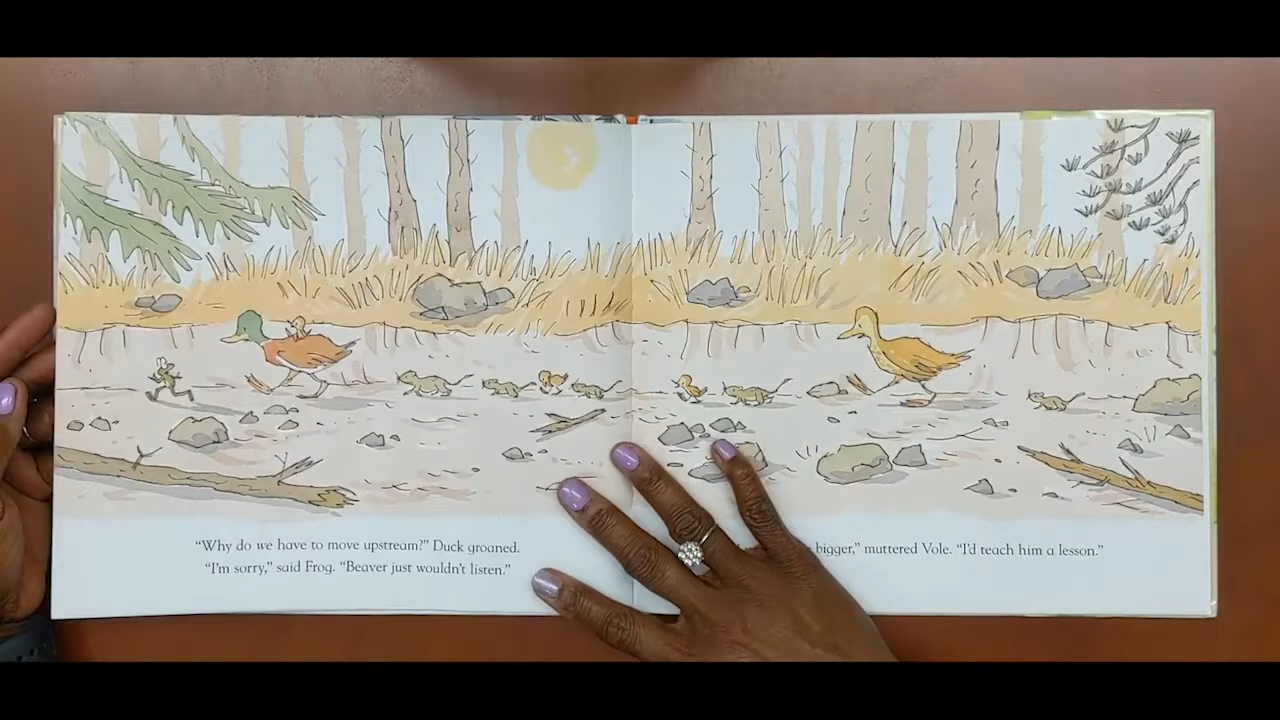 “Why do we have to move upstream?” Duck groaned.
“I’m sorry,” said Frog. “Beaver just wouldn’t listen.”
bigger,” muttered Vole. “I’d teach him a lesson.”